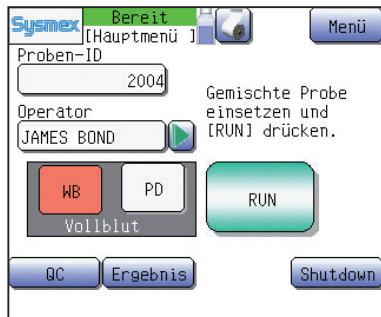 Sysmex
Bereit
[Hauptmenü ]
Menü
Proben-ID
2004
Operator
JAMES BOND
Gemischte Probe
einsetzen und
[RUN] drücken.
WB
PD
Vollblut
RUN
QC
Ergebnis
Shutdown